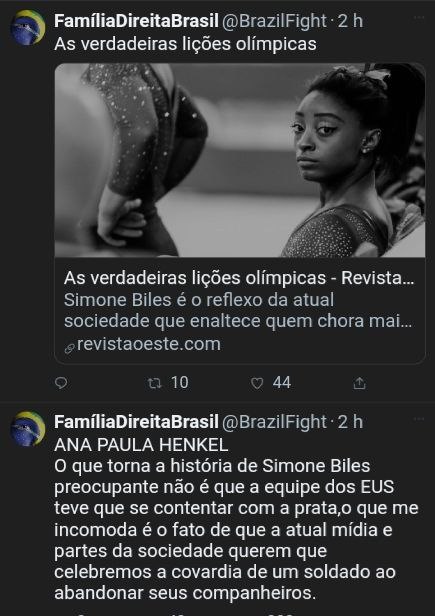 FamíliaDireitaBrasil @BrazilFight · 2 h
As verdadeiras lições olímpicas
As verdadeiras lições olímpicas - Revista...
Simone Biles é o reflexo da atual
sociedade que enaltece quem chora mai...
revistaoeste.com
10 44
FamíliaDireitaBrasil @BrazilFight · 2 h
ANA PAULA HENKEL
O que torna a história de Simone Biles
preocupante não é que a equipe dos EUS
teve que se contentar com a prata,o que me
incomoda é o fato de que a atual mídia e
partes da sociedade querem que
celebremos a covardia de um soldado ao
abandonar seus companheiros.